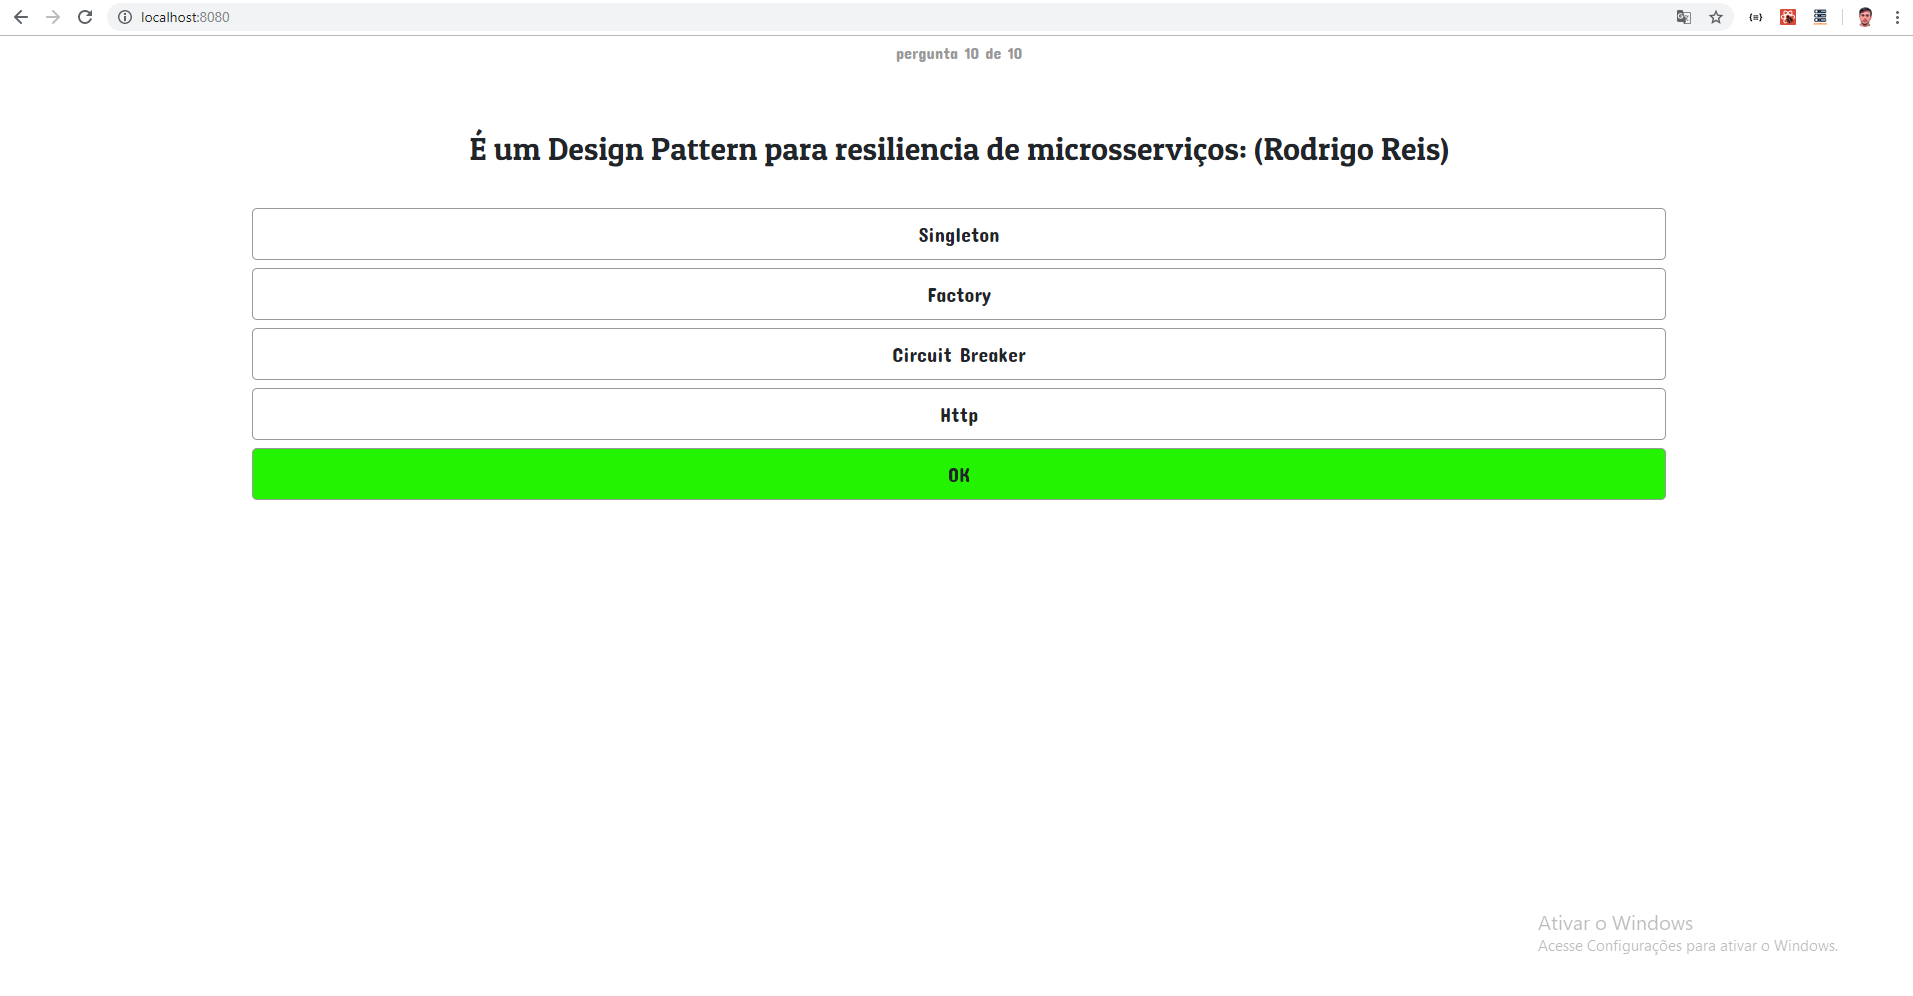 localhost:8080
pergunta 10 de 10
É um Design Pattern para resiliencia de microsserviços: (Rodrigo Reis)
Singleton
Factory
Circuit Breaker
Http
OK
Ativar o Windows
Acesse Configurações para ativar o Windows.